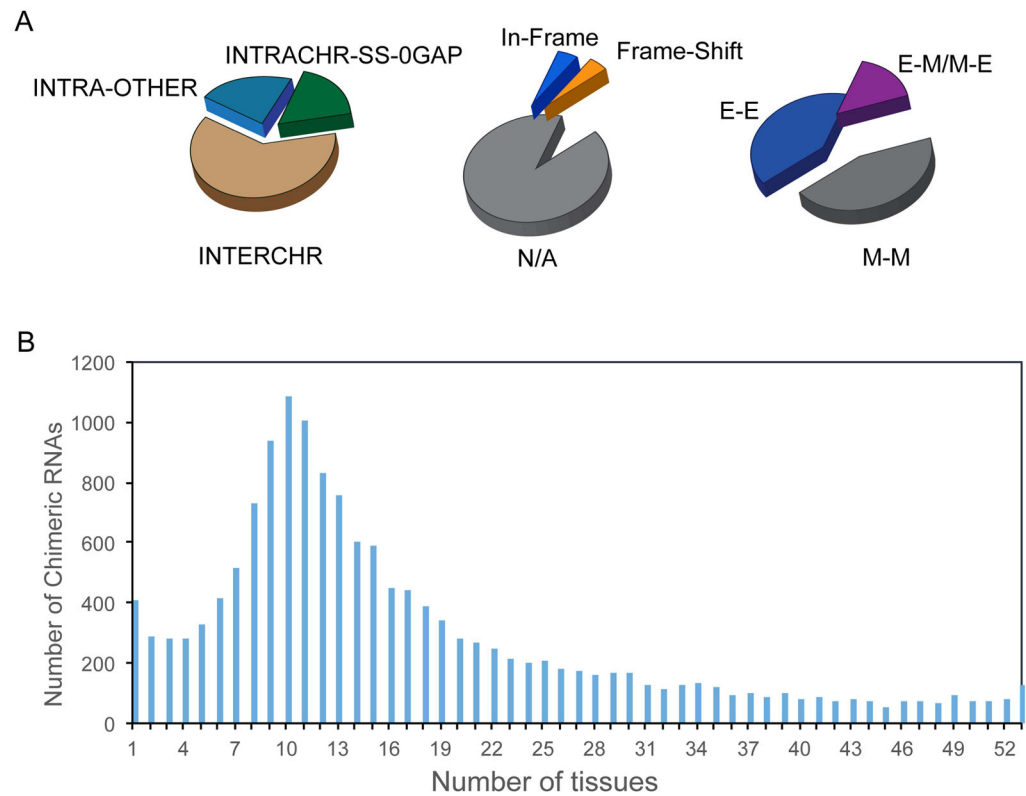 A
INTRACHR-SS-0GAP
INTRA-OTHER
INTERCHR
In-Frame
Frame-Shift
N/A
E-M/M-E
E-E
M-M
B
Number of Chimeric RNAs
1200
1000
800
600
400
200
0
1 4 7 10 13 16 19 22 25 28 31 34 37 40 43 46 49 52
Number of tissues